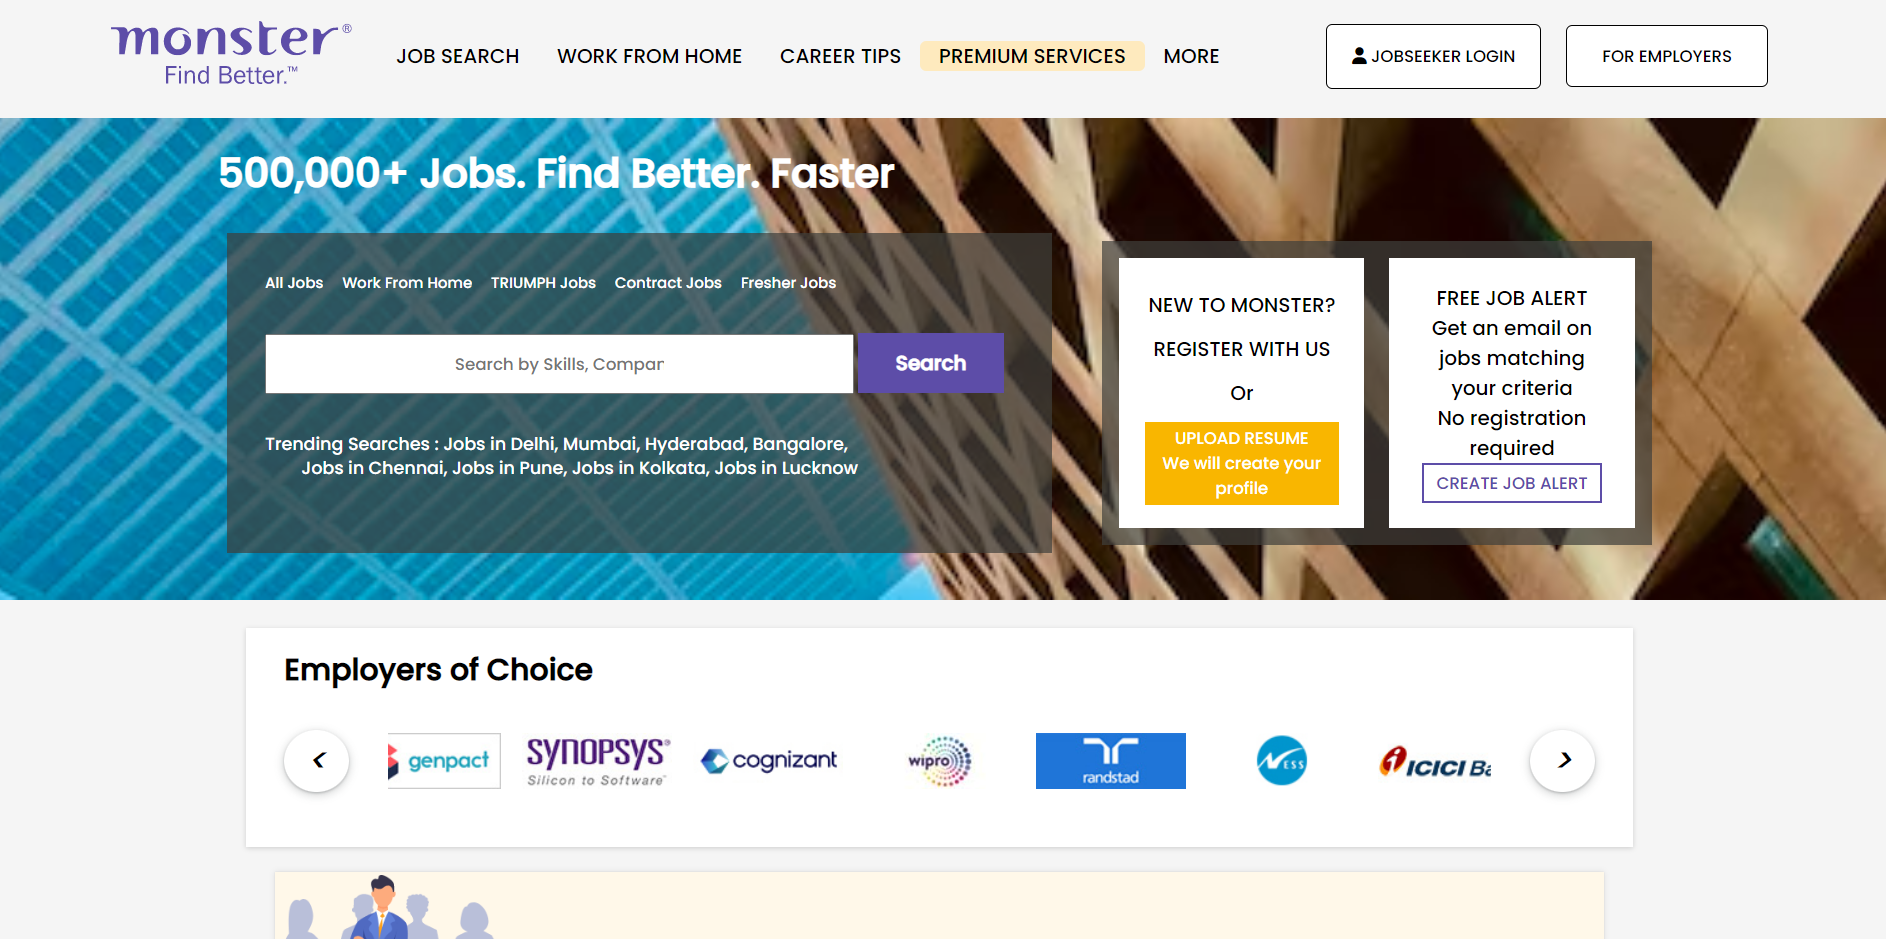 monster®
Find Better.™
JOB SEARCH
WORK FROM HOME
CAREER TIPS
PREMIUM SERVICES
MORE
JOBSEEKER LOGIN
FOR EMPLOYERS
500,000+ Jobs. Find Better. Faster
All Jobs
Work From Home
TRIUMPH Jobs
Contract Jobs
Fresher Jobs
Search by Skills, Compar
Search
Trending Searches : Jobs in Delhi, Mumbai, Hyderabad, Bangalore,
Jobs in Chennai, Jobs in Pune, Jobs in Kolkata, Jobs in Lucknow
NEW TO MONSTER?
REGISTER WITH US
Or
UPLOAD RESUME
We will create your
profile
FREE JOB ALERT
Get an email on
jobs matching
your criteria
No registration
required
CREATE JOB ALERT
Employers of Choice
genpact
SYNOPSYS®
Silicon to Software™
cognizant
wipro
randstad
NESS
ICICI Ba